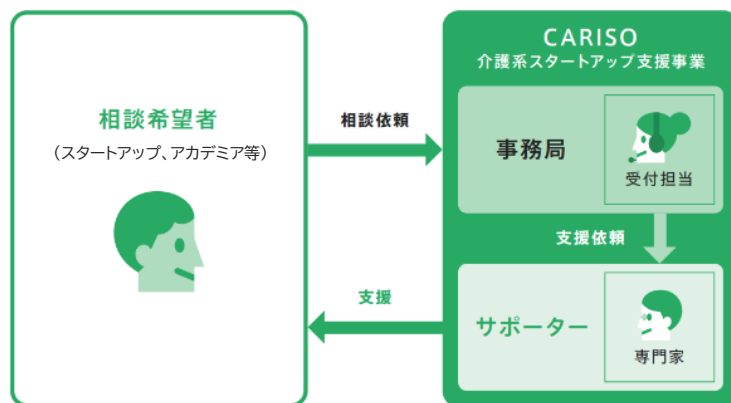 相談希望者
(スタートアップ、アカデミア等)
相談依頼
CARISO
介護系スタートアップ支援事業
事務局
受付担当
支援依頼
支援
サポーター
専門家